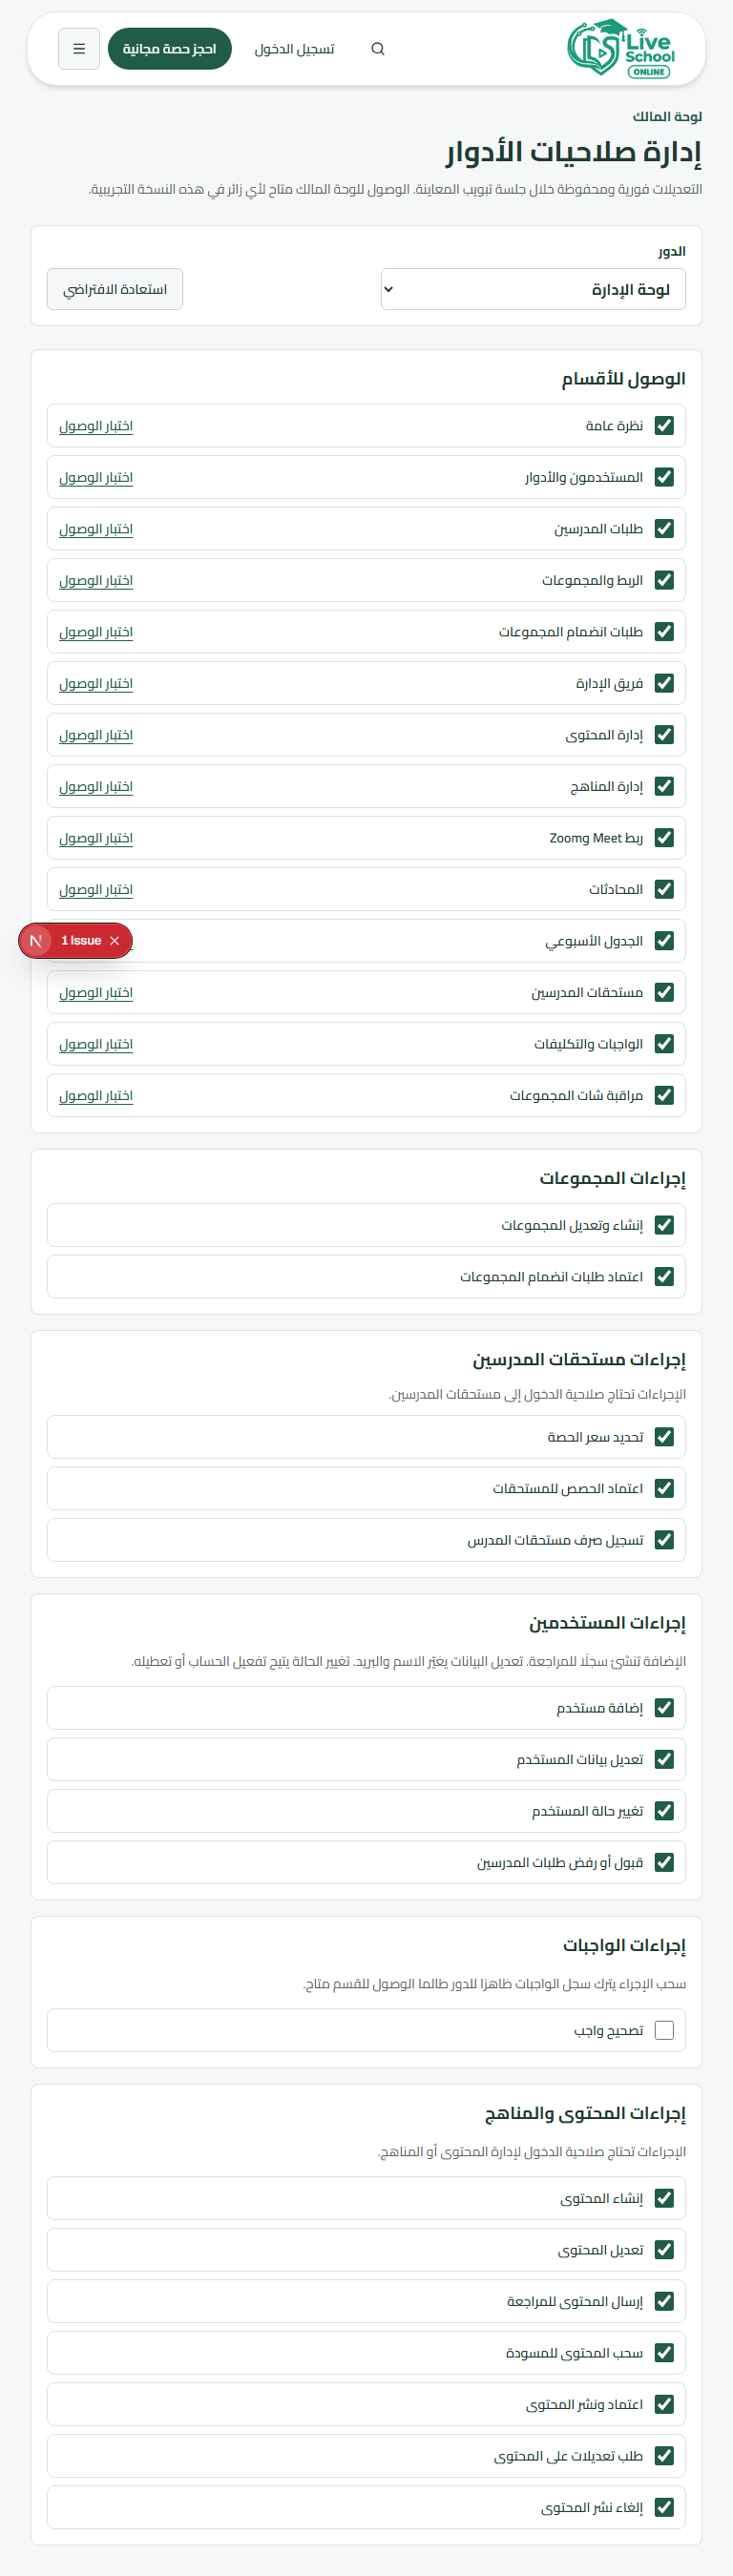 Live
School
ONLINE
تسجيل الدخول
احجز حصة مجانية
لوحة المالك
إدارة صلاحيات الأدوار
التعديلات فورية ومحفوظة خلال جلسة تبويب المعاينة. الوصول للوحة المالك متاح لأي زائر في هذه النسخة التجريبية.
الدور
لوحة الإدارة
استعادة الافتراضي
الوصول للأقسام
نظرة عامة اختبار الوصول
المستخدمون والأدوار اختبار الوصول
طلبات المدرسين اختبار الوصول
الربط والمجموعات اختبار الوصول
طلبات انضمام المجموعات اختبار الوصول
فريق الإدارة اختبار الوصول
إدارة المحتوى اختبار الوصول
إدارة المناهج اختبار الوصول
ربط Meet وZoom اختبار الوصول
المحادثات اختبار الوصول
الجدول الأسبوعي
1 Issue
مستحقات المدرسين اختبار الوصول
الواجبات والتكليفات اختبار الوصول
مراقبة شات المجموعات اختبار الوصول
إجراءات المجموعات
إنشاء وتعديل المجموعات
اعتماد طلبات انضمام المجموعات
إجراءات مستحقات المدرسين
الإجراءات تحتاج صلاحية الدخول إلى مستحقات المدرسين.
تحديد سعر الحصة
اعتماد الحصص للمستحقات
تسجيل صرف مستحقات المدرس
إجراءات المستخدمين
الإضافة تنشئ سجلًا للمراجعة. تعديل البيانات يغيّر الاسم والبريد. تغيير الحالة يتيح تفعيل الحساب أو تعطيله.
إضافة مستخدم
تعديل بيانات المستخدم
تغيير حالة المستخدم
قبول أو رفض طلبات المدرسين
إجراءات الواجبات
سحب الإجراء يترك سجل الواجبات ظاهرًا للدور طالما الوصول للقسم متاح.
تصحيح واجب
إجراءات المحتوى والمناهج
الإجراءات تحتاج صلاحية الدخول لإدارة المحتوى أو المناهج.
إنشاء المحتوى
تعديل المحتوى
إرسال المحتوى للمراجعة
سحب المحتوى للمسودة
اعتماد ونشر المحتوى
طلب تعديلات على المحتوى
إلغاء نشر المحتوى